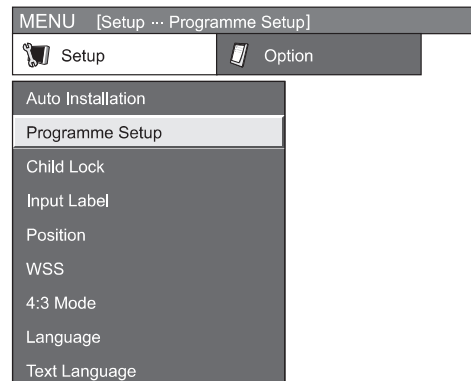 MENU [Setup ··· Programme Setup]
Setup
Option
Auto Installation
Programme Setup
Child Lock
Input Label
Position
WSS
4:3 Mode
Language
Text Language